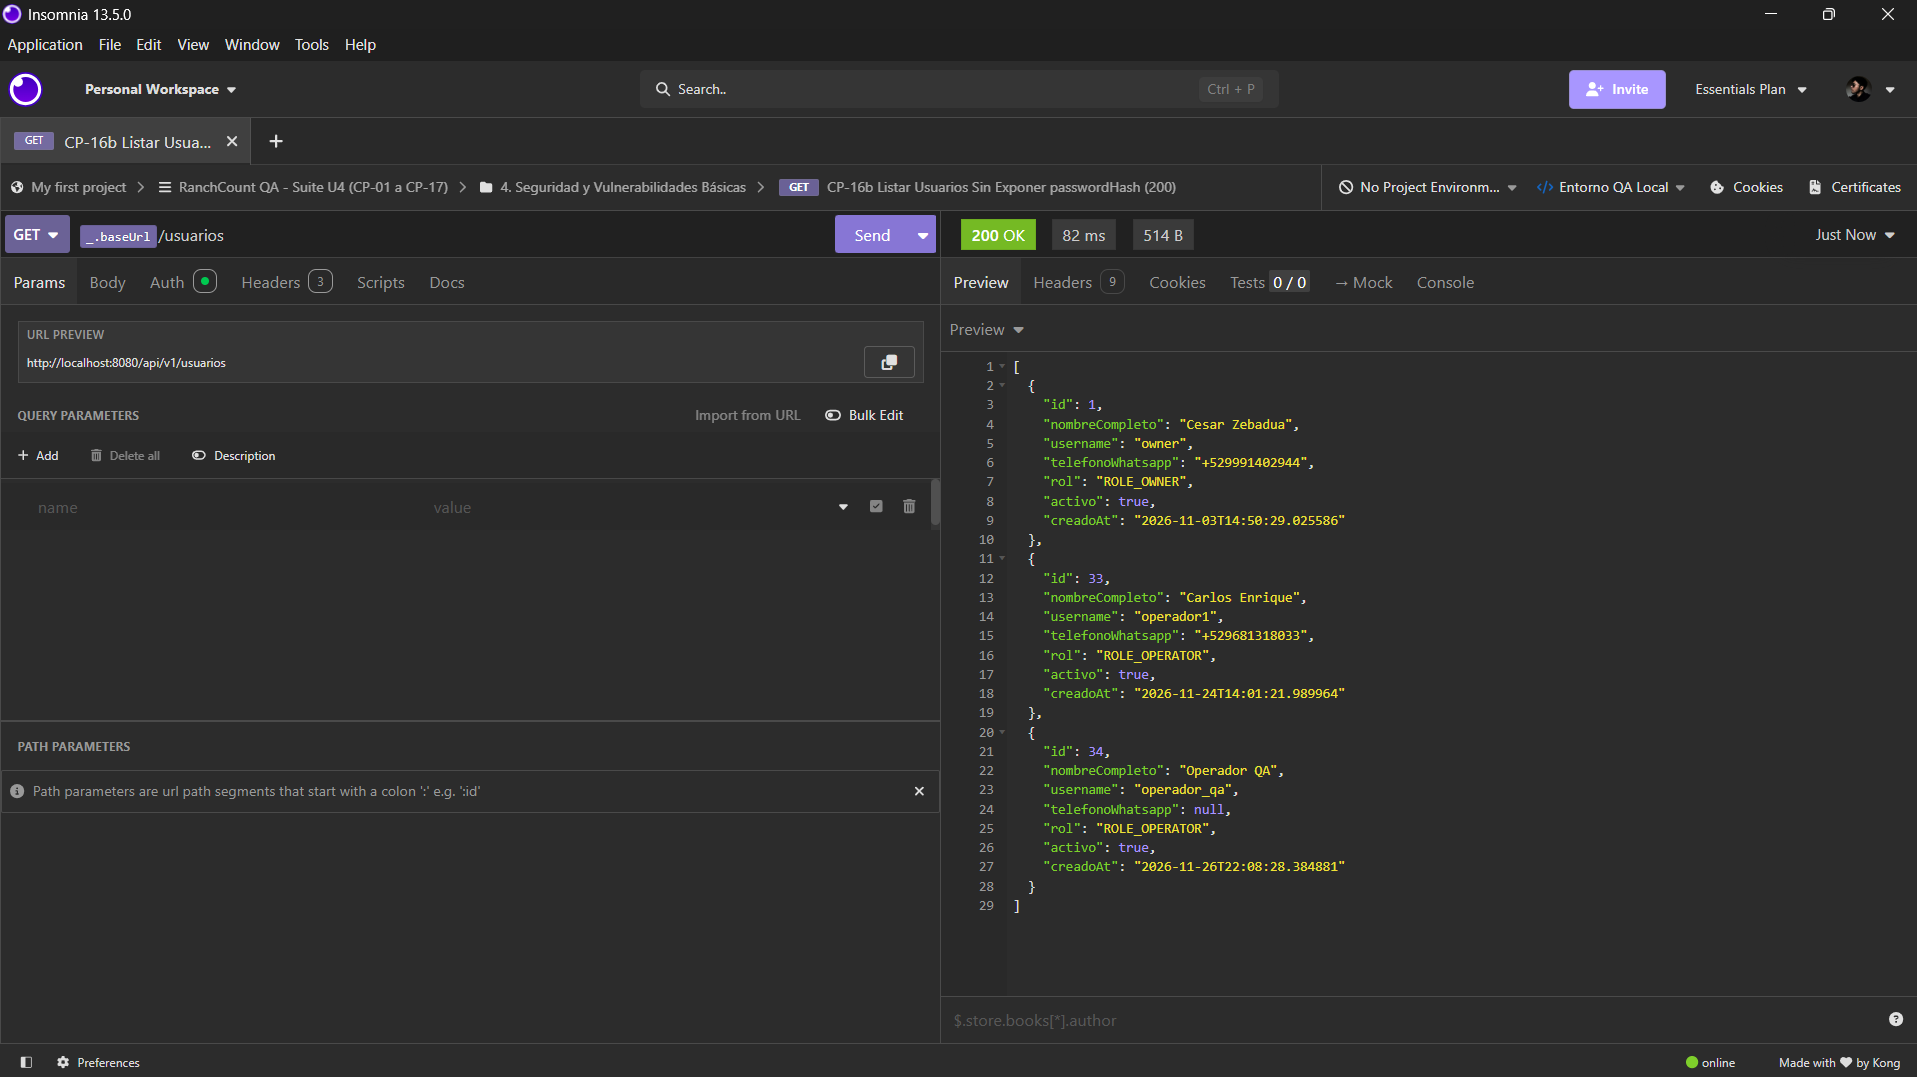 Insomnia 13.5.0
Application File Edit View Window Tools Help
Personal Workspace
Search..
Ctrl + P
Invite
Essentials Plan
GET CP-16b Listar Usua...
My first project
RanchCount QA - Suite U4 (CP-01 a CP-17)
4. Seguridad y Vulnerabilidades Básicas
GET CP-16b Listar Usuarios Sin Exponer passwordHash (200)
No Project Environm...
</> Entorno QA Local
Cookies
Certificates
GET
_.baseUrl /usuarios
Send
200 OK
82 ms
514 B
Just Now
Params Body Auth Headers 3 Scripts Docs
Preview Headers 9 Cookies Tests 0 / 0 → Mock Console
URL PREVIEW
http://localhost:8080/api/v1/usuarios
QUERY PARAMETERS
Import from URL
Bulk Edit
+ Add
Delete all
Description
name value
PATH PARAMETERS
Path parameters are url path segments that start with a colon ':' e.g. ':id'
Preview
1 [
2 {
3 "id": 1,
4 "nombreCompleto": "Cesar Zebadua",
5 "username": "owner",
6 "telefonoWhatsapp": "+529991402944",
7 "rol": "ROLE_OWNER",
8 "activo": true,
9 "creadoAt": "2026-11-03T14:50:29.025586"
10 },
11 {
12 "id": 33,
13 "nombreCompleto": "Carlos Enrique",
14 "username": "operador1",
15 "telefonoWhatsapp": "+529681318033",
16 "rol": "ROLE_OPERATOR",
17 "activo": true,
18 "creadoAt": "2026-11-24T14:01:21.989964"
19 },
20 {
21 "id": 34,
22 "nombreCompleto": "Operador QA",
23 "username": "operador_qa",
24 "telefonoWhatsapp": null,
25 "rol": "ROLE_OPERATOR",
26 "activo": true,
27 "creadoAt": "2026-11-26T22:08:28.384881"
28 }
29 ]
$.store.books[*].author
Preferences
online
Made with ♥ by Kong